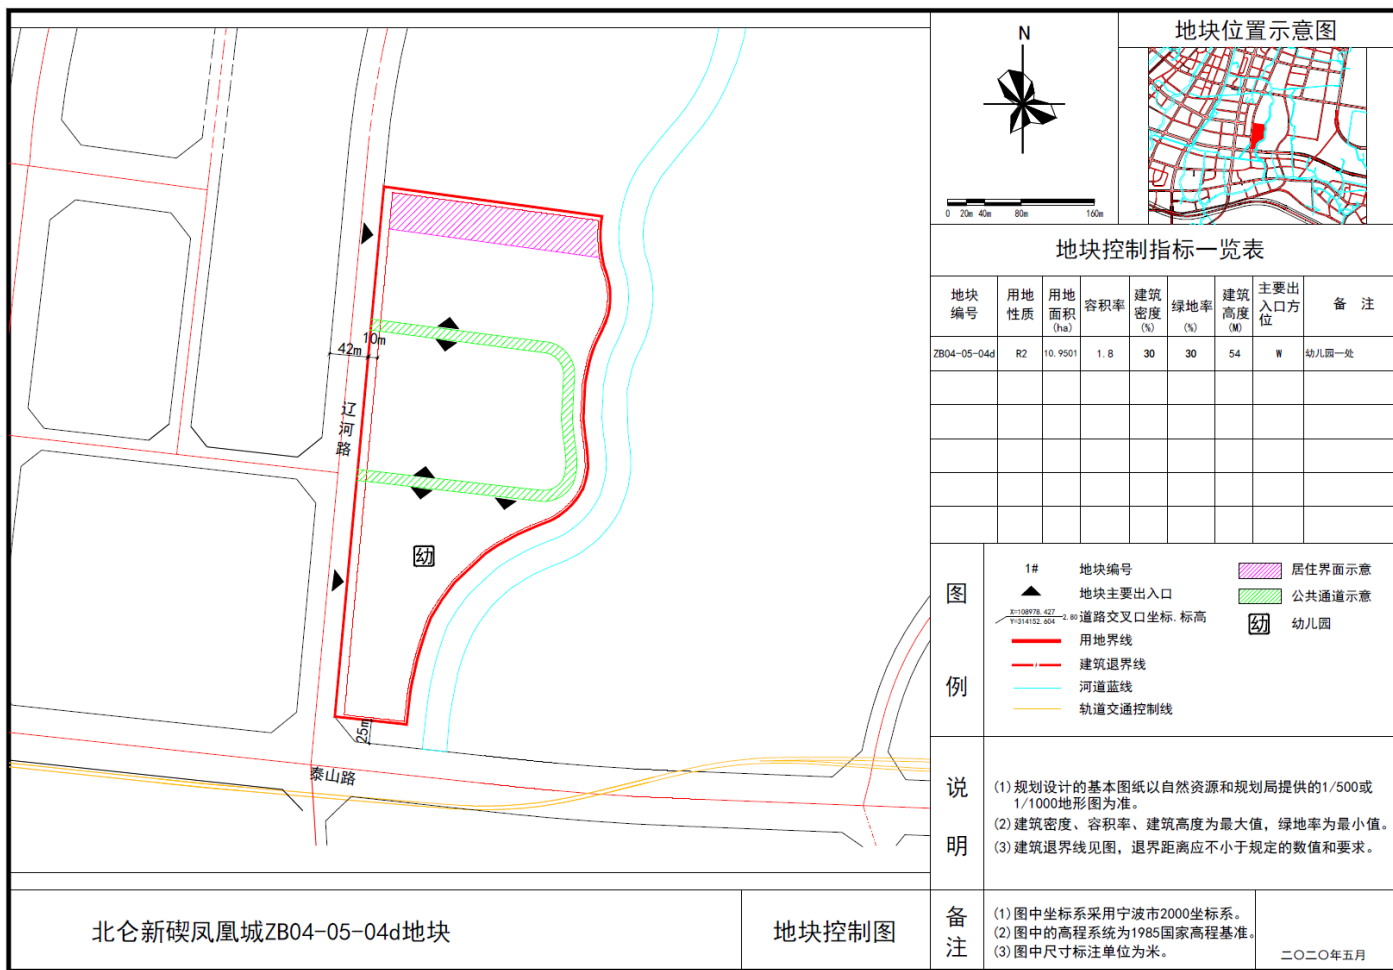 N
0 20m 40m 80m 160m
地块位置示意图
10m
42m
辽河路
幼
25m
泰山路
地块控制指标一览表
地块编号 用地性质 用地面积(ha) 容积率 建筑密度(%) 绿地率(%) 建筑高度(M) 主要出入口方位 备 注
ZB04-05-04d R2 10.9501 1.8 30 30 54 W 幼儿园一处
图例
1# 地块编号
地块主要出入口
X=108978.427
Y=314152.604
2.80
道路交叉口坐标.标高
用地界线
建筑退界线
河道蓝线
轨道交通控制线
居住界面示意
公共通道示意
幼 幼儿园
说明
(1)规划设计的基本图纸以自然资源和规划局提供的1/500或
1/1000地形图为准。
(2)建筑密度、容积率、建筑高度为最大值，绿地率为最小值。
(3)建筑退界线见图，退界距离应不小于规定的数值和要求。
北仑新碶凤凰城ZB04-05-04d地块
地块控制图
备注
(1)图中坐标系采用宁波市2000坐标系。
(2)图中的高程系统为1985国家高程基准。
(3)图中尺寸标注单位为米。
二〇二〇年五月